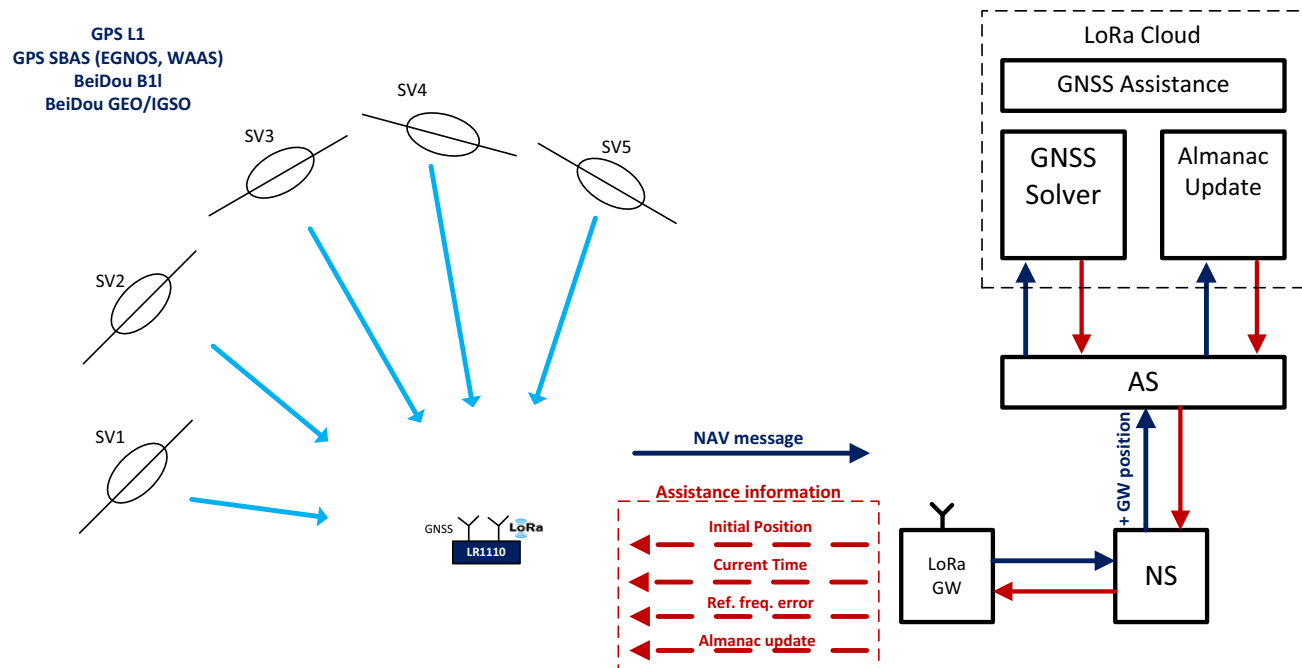 GPS L1
GPS SBAS (EGNOS, WAAS)
BeiDou B1I
BeiDou GEO/IGSO
SV4
SV3
SV5
SV2
SV1
GNSS
LoRa
LR1110
NAV message
Assistance information
Initial Position
Current Time
Ref. freq. error
Almanac update
LoRa Cloud
GNSS Assistance
GNSS
Solver
Almanac
Update
AS
+ GW position
LoRa
GW
NS